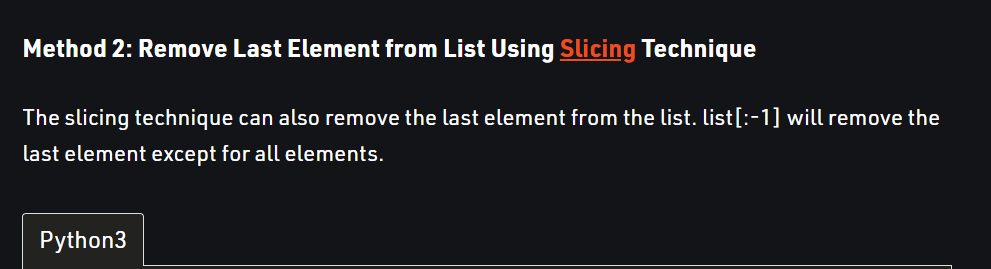 Method 2: Remove Last Element from List Using Slicing Technique
The slicing technique can also remove the last element from the list. list[:-1] will remove the
last element except for all elements.
Python3